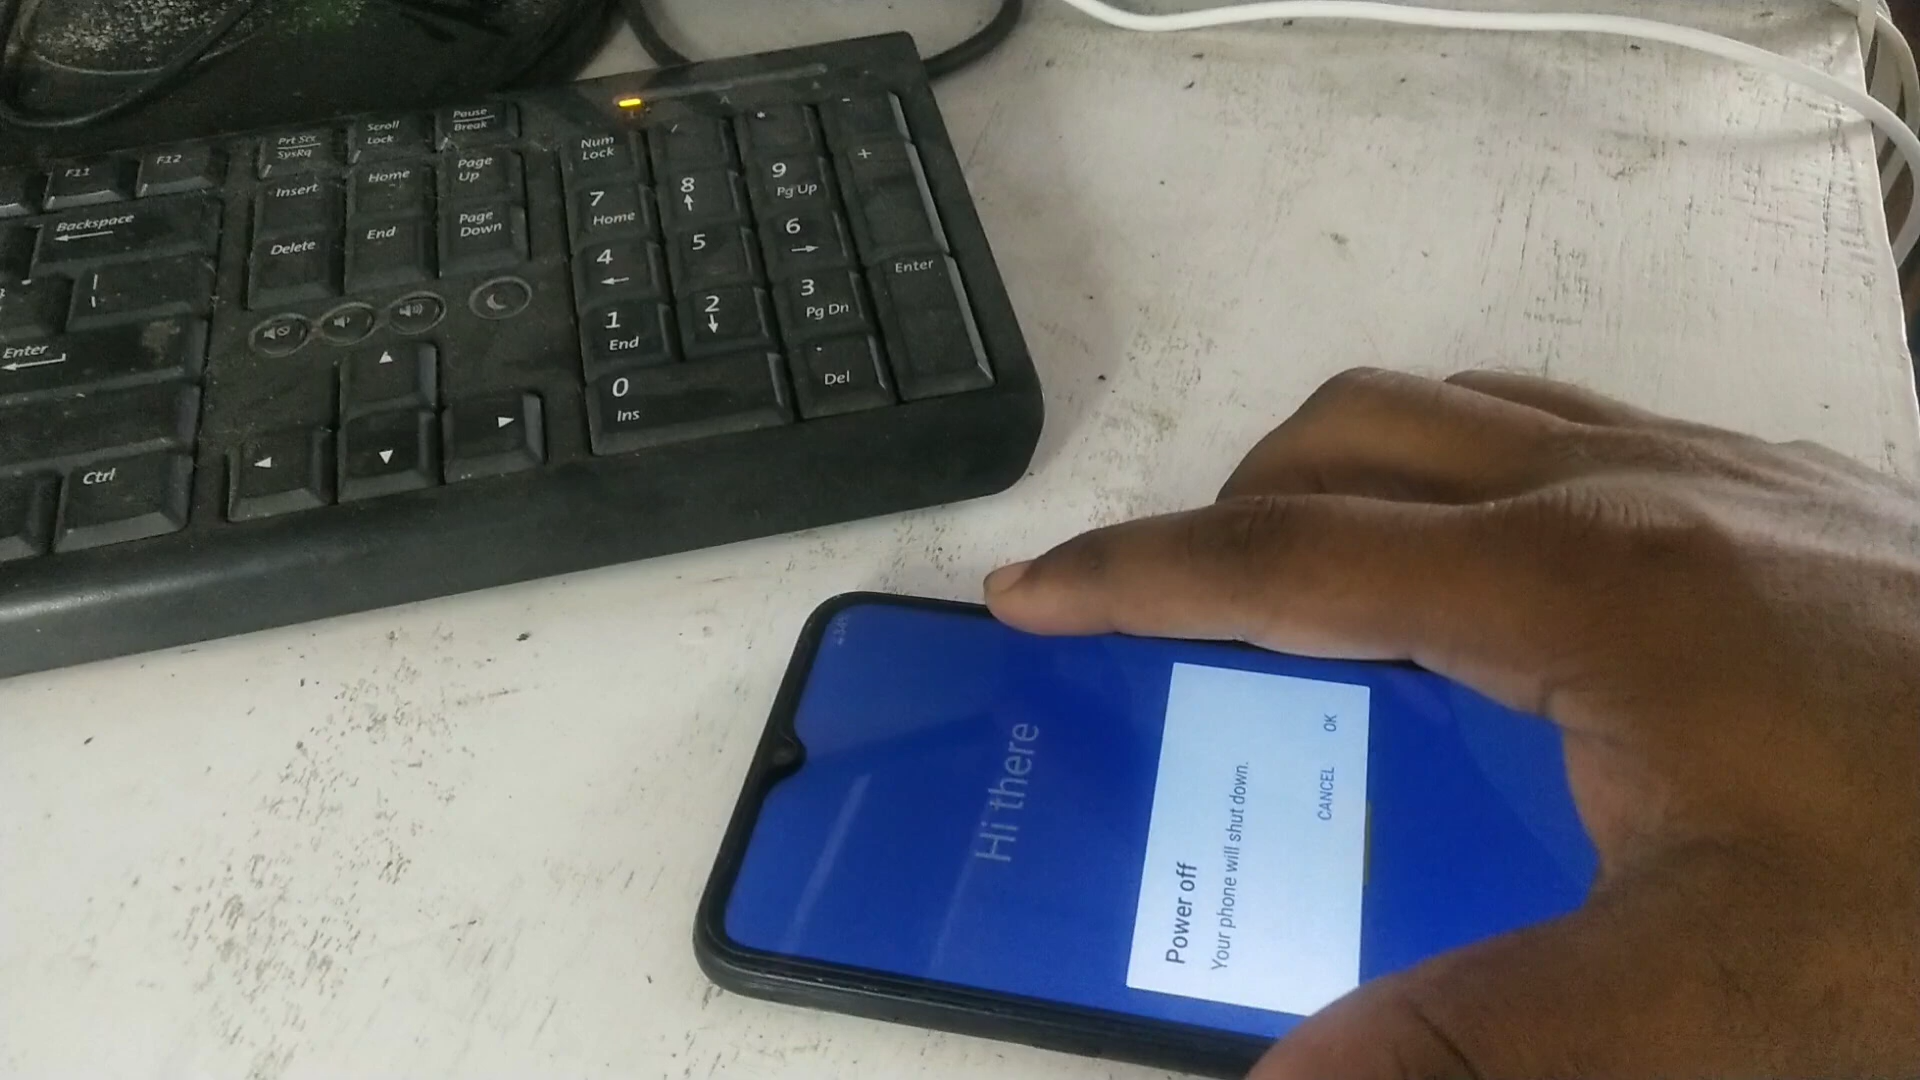 F11
F12
Prt Scr
SysRq
Scroll
Lock
Pause
Break
Backspace
Insert
Home
Page
Up
Delete
End
Page
Down
Enter
Ctrl
Num
Lock
/
*
-
7
Home
8
9
Pg Up
+
4
5
6
1
End
2
3
Pg Dn
Enter
0
Ins
.
Del
Hi there
Power off
Your phone will shut down.
CANCEL
OK